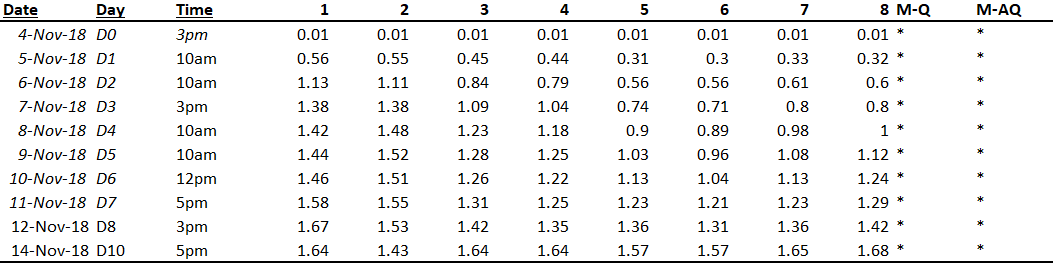 Date Day Time 1 2 3 4 5 6 7 8 M-Q M-AQ
4-Nov-18 D0 3pm 0.01 0.01 0.01 0.01 0.01 0.01 0.01 0.01 * *
5-Nov-18 D1 10am 0.56 0.55 0.45 0.44 0.31 0.3 0.33 0.32 * *
6-Nov-18 D2 10am 1.13 1.11 0.84 0.79 0.56 0.56 0.61 0.6 * *
7-Nov-18 D3 3pm 1.38 1.38 1.09 1.04 0.74 0.71 0.8 0.8 * *
8-Nov-18 D4 10am 1.42 1.48 1.23 1.18 0.9 0.89 0.98 1 * *
9-Nov-18 D5 10am 1.44 1.52 1.28 1.25 1.03 0.96 1.08 1.12 * *
10-Nov-18 D6 12pm 1.46 1.51 1.26 1.22 1.13 1.04 1.13 1.24 * *
11-Nov-18 D7 5pm 1.58 1.55 1.31 1.25 1.23 1.21 1.23 1.29 * *
12-Nov-18 D8 3pm 1.67 1.53 1.42 1.35 1.36 1.31 1.36 1.42 * *
14-Nov-18 D10 5pm 1.64 1.43 1.64 1.64 1.57 1.57 1.65 1.68 * *